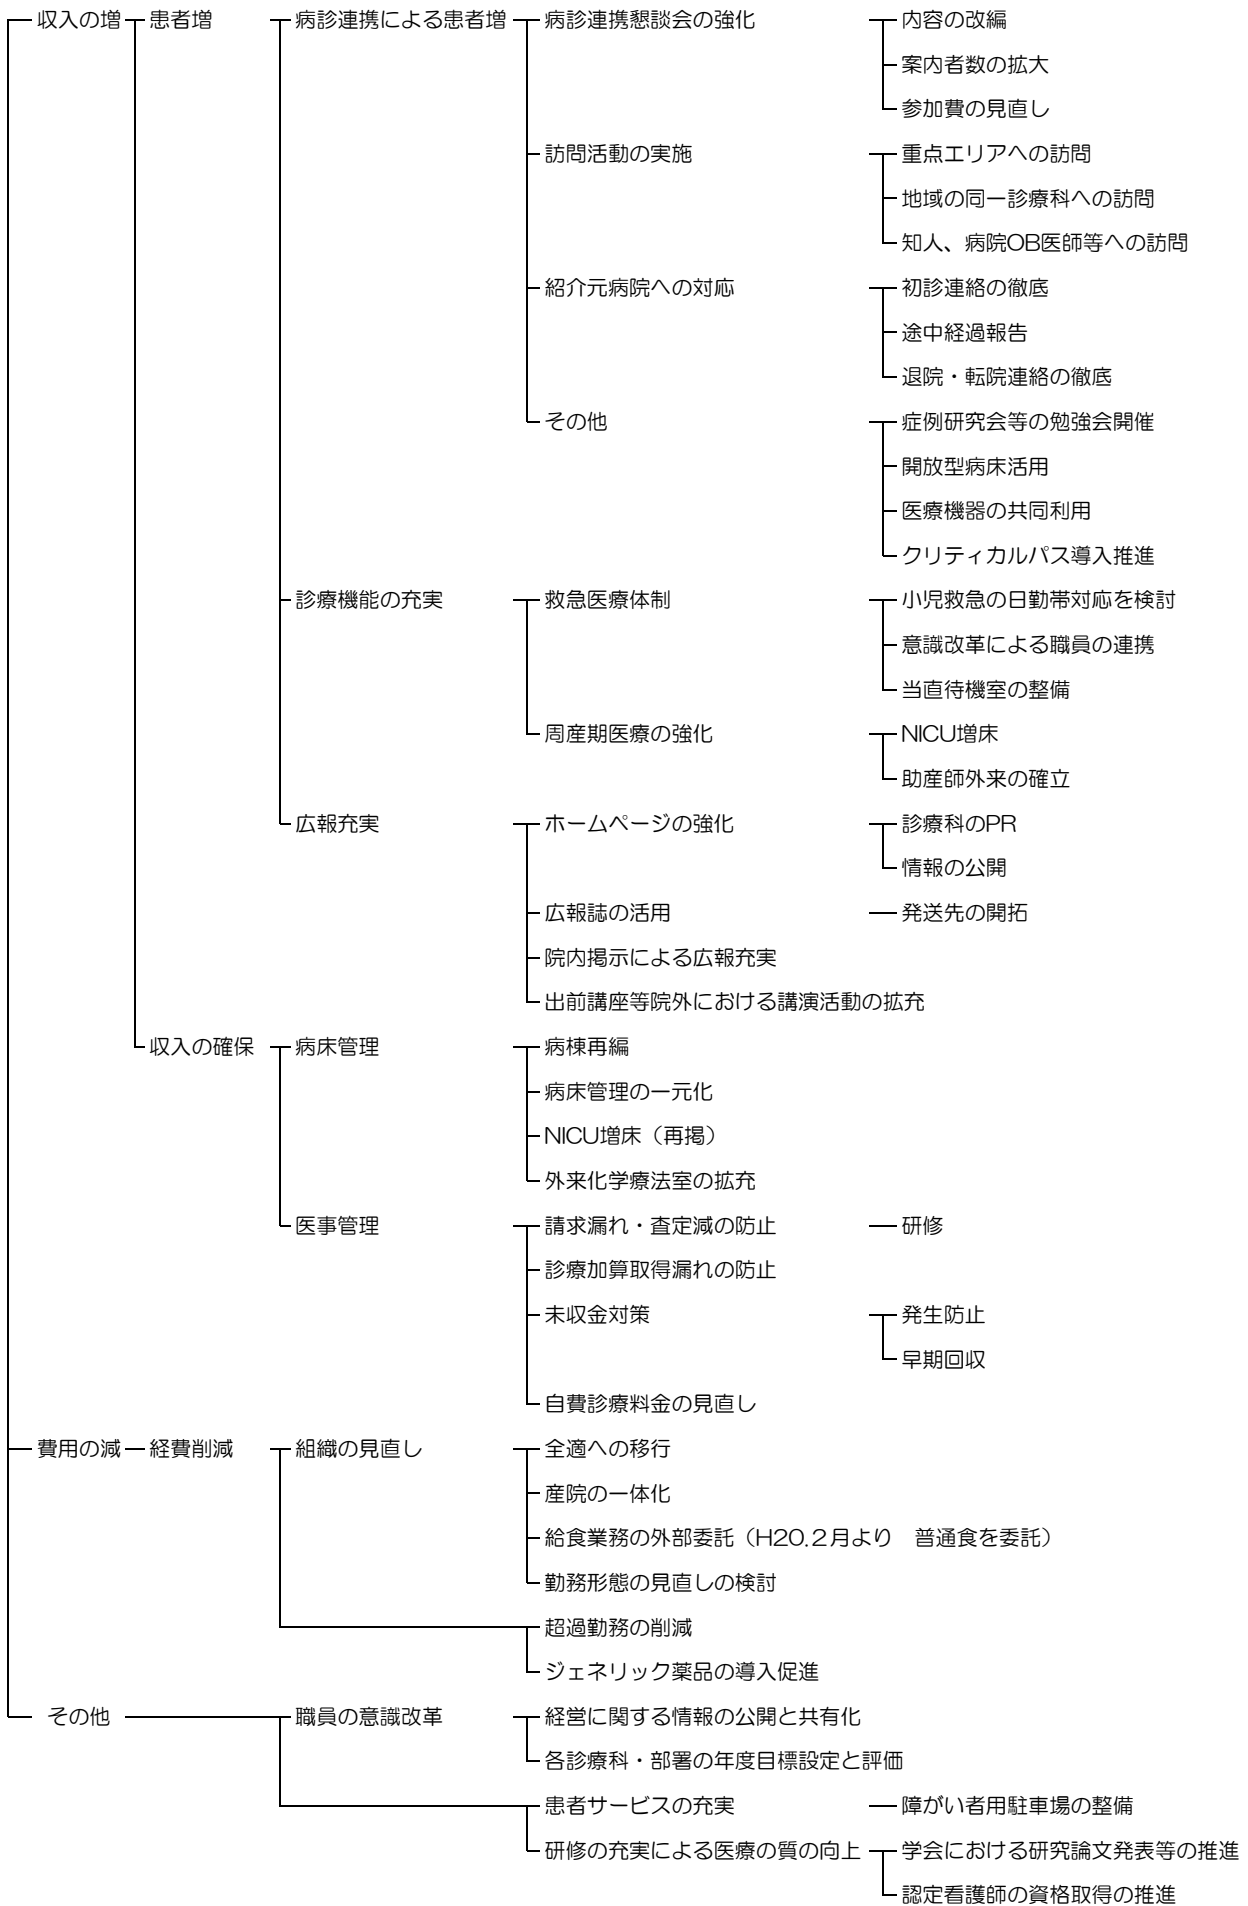 収入の増 患者増 病診連携による患者増 病診連携懇談会の強化 内容の改編
案内者数の拡大
参加費の見直し
訪問活動の実施 重点エリアへの訪問
地域の同一診療科への訪問
知人、病院OB医師等への訪問
紹介元病院への対応 初診連絡の徹底
途中経過報告
退院・転院連絡の徹底
その他 症例研究会等の勉強会開催
開放型病床活用
医療機器の共同利用
クリティカルパス導入推進
診療機能の充実 救急医療体制 小児救急の日勤帯対応を検討
意識改革による職員の連携
当直待機室の整備
周産期医療の強化 NICU増床
助産師外来の確立
広報充実 ホームページの強化 診療科のPR
情報の公開
広報誌の活用 発送先の開拓
院内掲示による広報充実
出前講座等院外における講演活動の拡充
収入の確保 病床管理 病棟再編
病床管理の一元化
NICU増床（再掲）
外来化学療法室の拡充
医事管理 請求漏れ・査定減の防止 研修
診療加算取得漏れの防止
未収金対策 発生防止
早期回収
自費診療料金の見直し
費用の減 経費削減 組織の見直し 全適への移行
産院の一体化
給食業務の外部委託（H20.2月より　普通食を委託）
勤務形態の見直しの検討
超過勤務の削減
ジェネリック薬品の導入促進
その他 職員の意識改革 経営に関する情報の公開と共有化
各診療科・部署の年度目標設定と評価
患者サービスの充実 障がい者用駐車場の整備
研修の充実による医療の質の向上 学会における研究論文発表等の推進
認定看護師の資格取得の推進